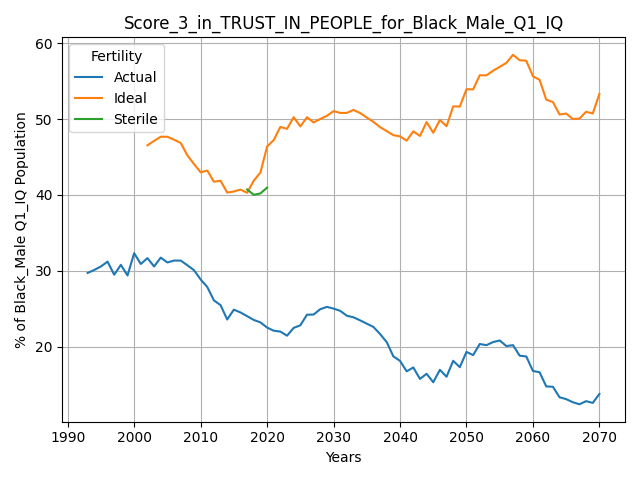 Score_3_in_TRUST_IN_PEOPLE_for_Black_Male_Q1_IQ
Fertility
Actual
Ideal
Sterile
% of Black_Male Q1_IQ Population
60
50
40
30
20
1990 2000 2010 2020 2030 2040 2050 2060 2070
Years